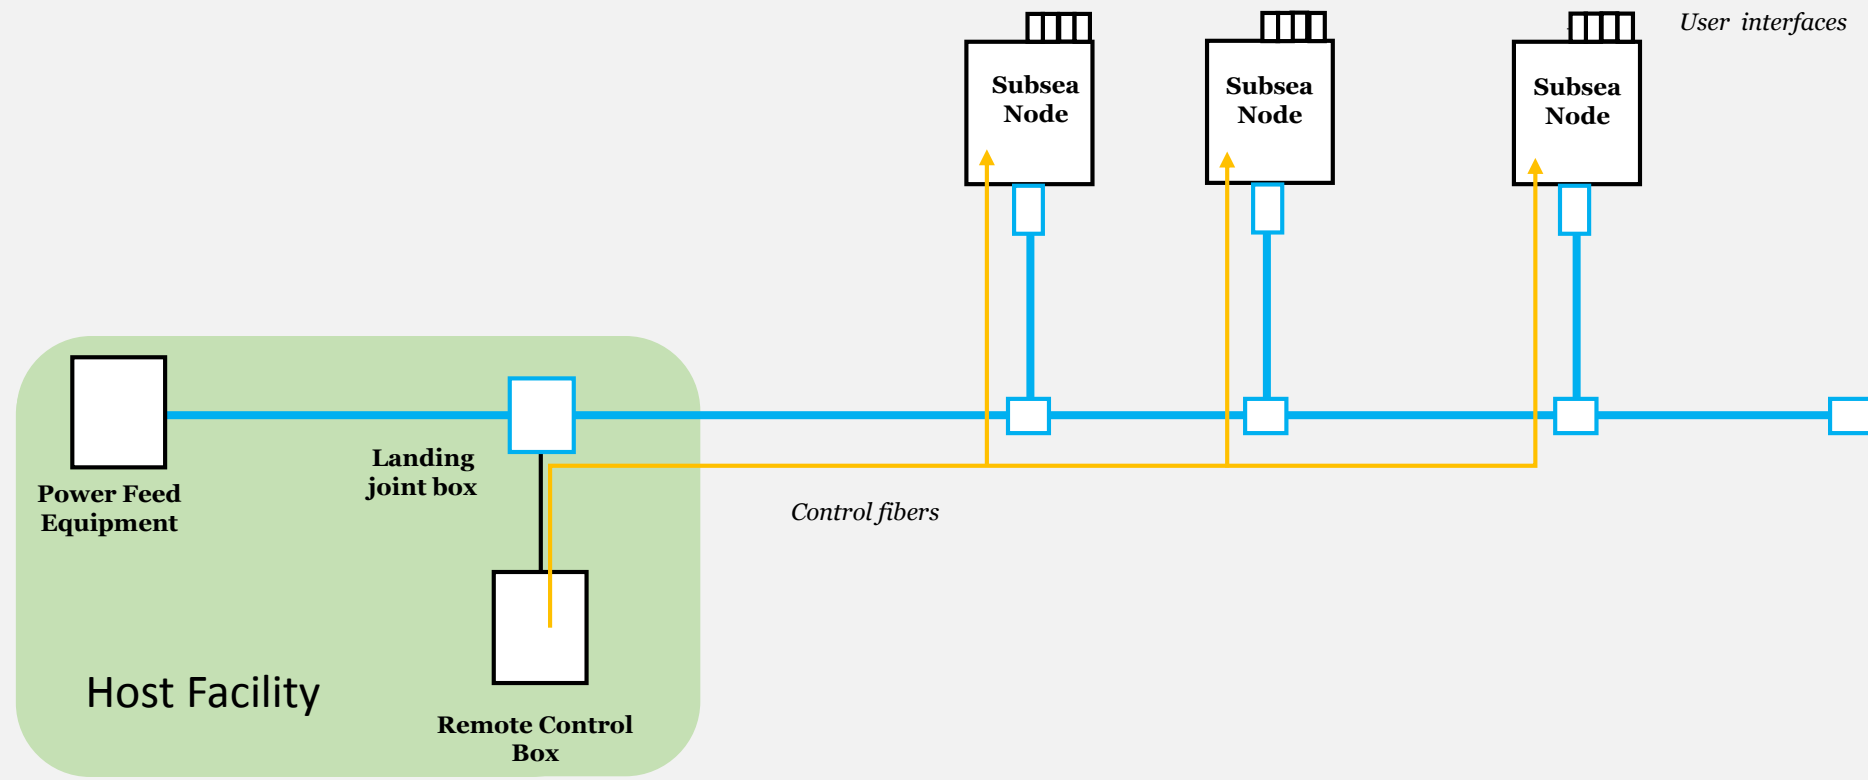 User interfaces
Subsea
Node
Subsea
Node
Subsea
Node
Landing
joint box
Power Feed
Equipment
Control fibers
Host Facility
Remote Control
Box